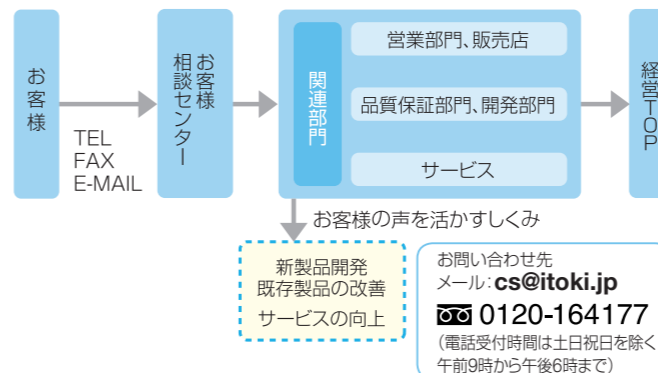 お客様
TEL
FAX
E-MAIL
お客様
相談センター
関連部門
営業部門、販売店
品質保証部門、開発部門
サービス
経営TOP
お客様の声を活かすしくみ
新製品開発
既存製品の改善
サービスの向上
お問い合わせ先
メール：cs@itoki.jp
0120-164177
（電話受付時間は土日祝日を除く
午前9時から午後6時まで）